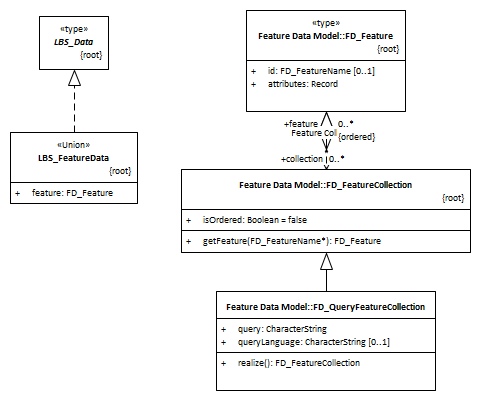 «type»
LBS_Data
{root}
«Union»
LBS_FeatureData
{root}
+ feature: FD_Feature
«type»
Feature Data Model::FD_Feature
{root}
+ id: FD_FeatureName [0..1]
+ attributes: Record
+feature 0..*
Feature Col {ordered}
+collection 0..*
Feature Data Model::FD_FeatureCollection
{root}
+ isOrdered: Boolean = false
+ getFeature(FD_FeatureName*): FD_Feature
Feature Data Model::FD_QueryFeatureCollection
+ query: CharacterString
+ queryLanguage: CharacterString [0..1]
+ realize(): FD_FeatureCollection